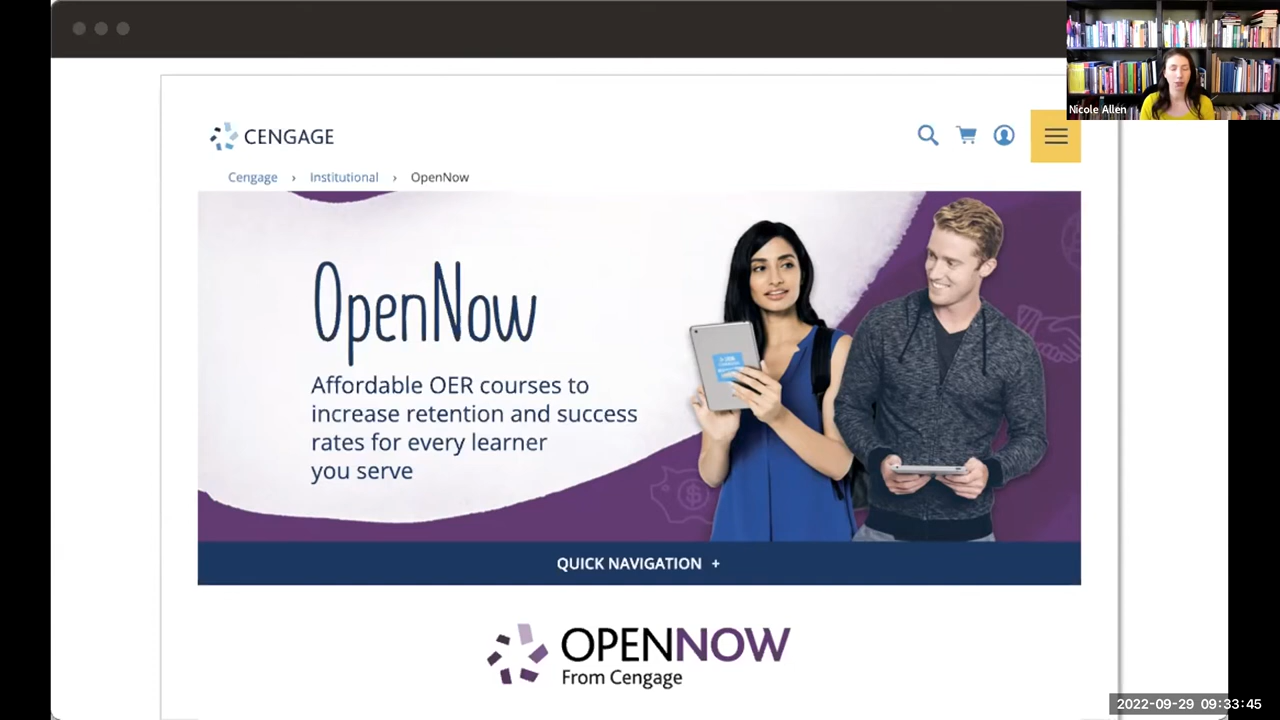 Nicole Allen
CENGAGE
Cengage › Institutional › OpenNow
OpenNow
Affordable OER courses to
increase retention and success
rates for every learner
you serve
QUICK NAVIGATION +
OPENNOW
From Cengage
2022-09-29 09:33:45